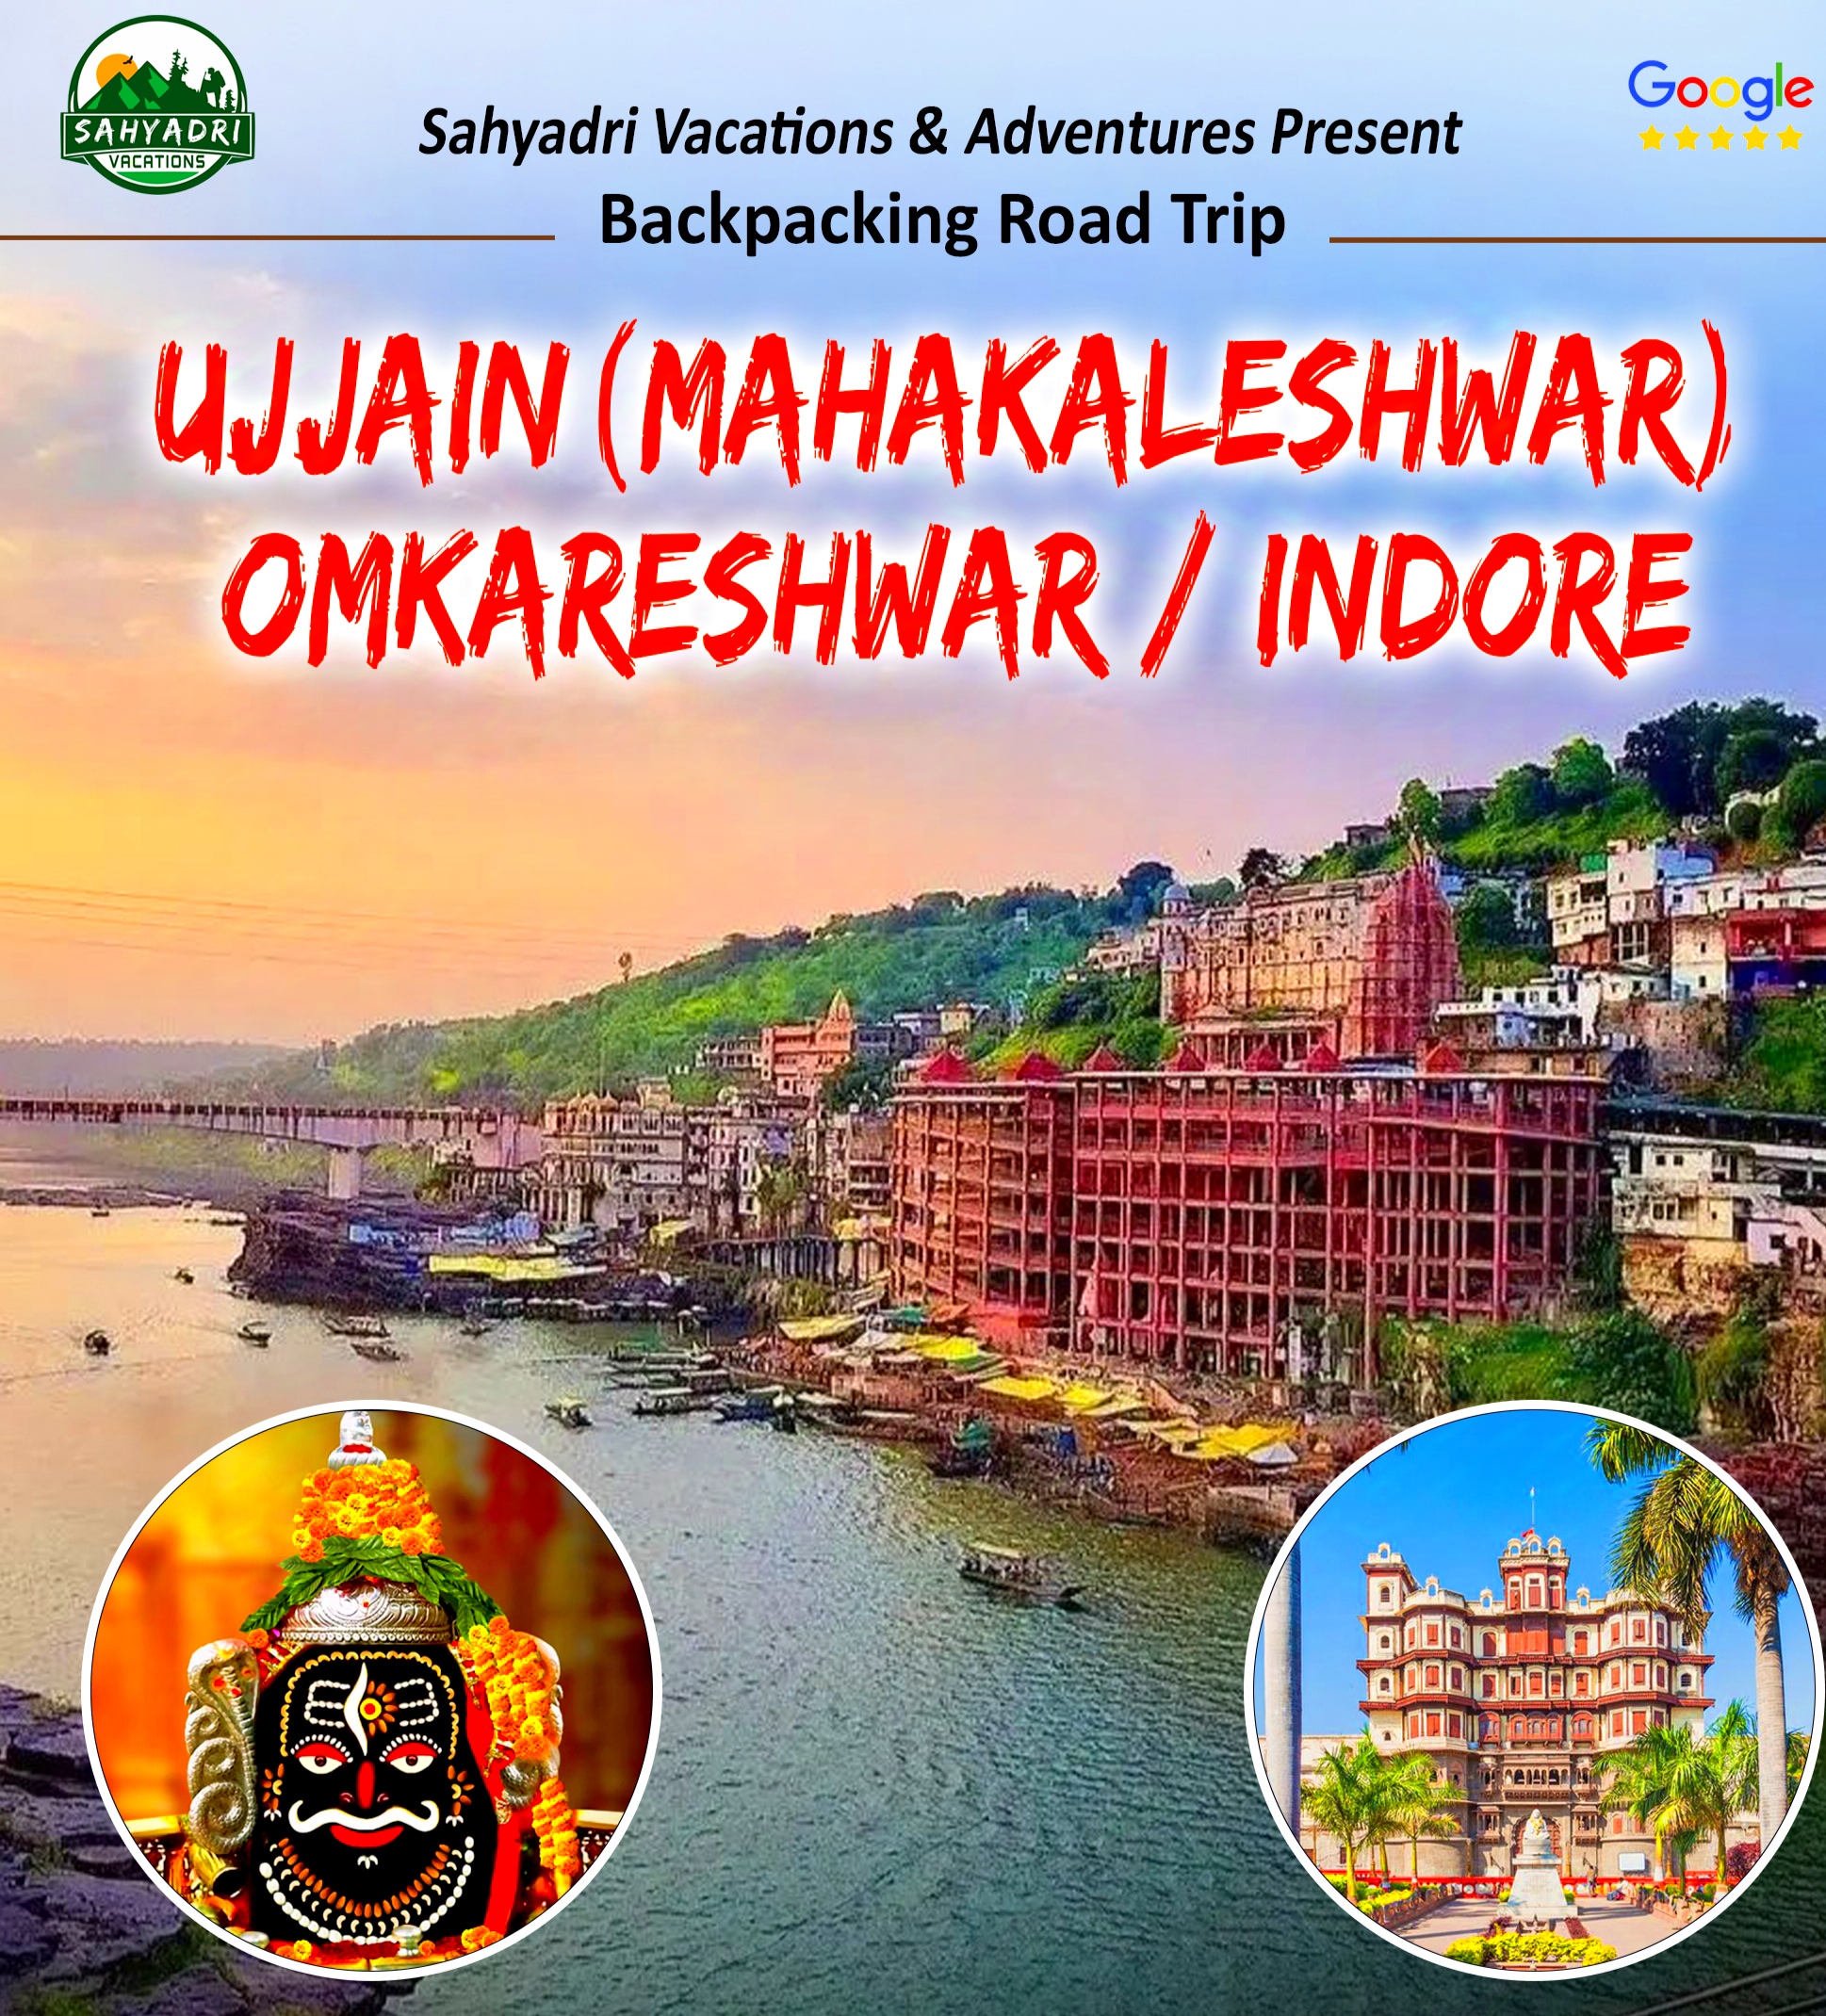 SAHYADRI
VACATIONS
Google
Sahyadri Vacations & Adventures Present
Backpacking Road Trip
UJJAIN (MAHAKALESHWAR)
OMKARESHWAR / INDORE